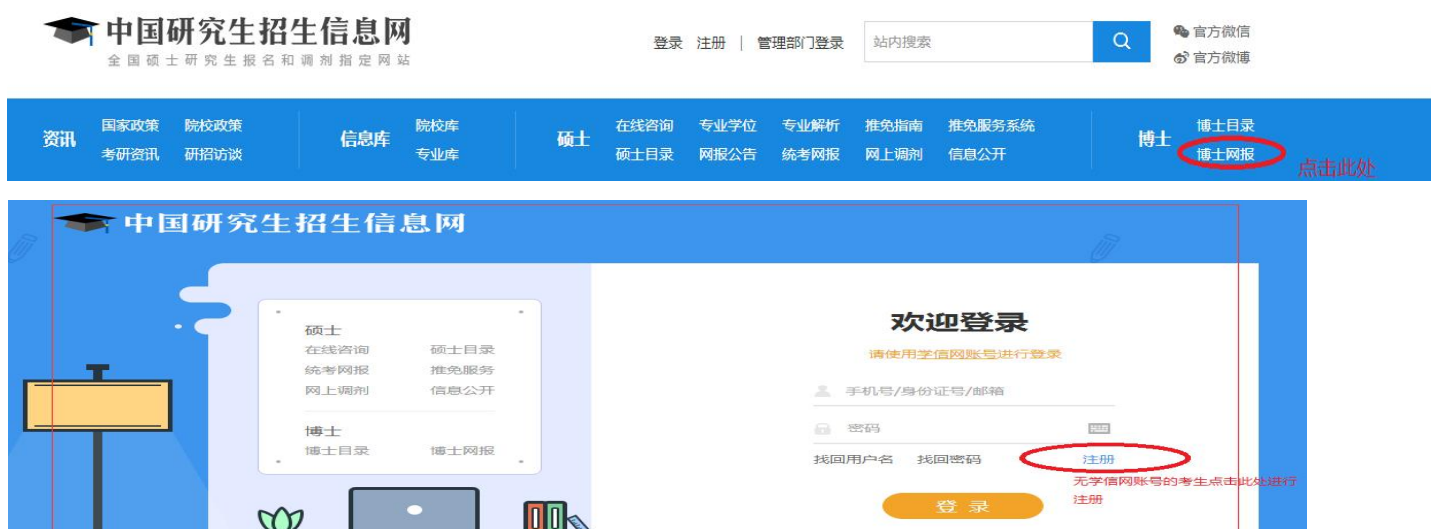 中国研究生招生信息网
全国硕士研究生报名和调剂指定网站
登录 注册 | 管理部门登录 站内搜索
官方微信
官方微博
资讯
国家政策 院校政策
考研资讯 研招访谈
信息库
院校库
专业库
硕士
在线咨询 专业学位 专业解析 推免指南 推免服务系统
硕士目录 网报公告 统考网报 网上调剂 信息公开
博士
博士目录
博士网报
点击此处
中国研究生招生信息网
硕士
在线咨询 硕士目录
统考网报 推免服务
网上调剂 信息公开
博士
博士目录 博士网报
欢迎登录
请使用学信网账号进行登录
手机号/身份证号/邮箱
密码
找回用户名 找回密码 注册
无学信网账号的考生点击此处进行
注册
登 录